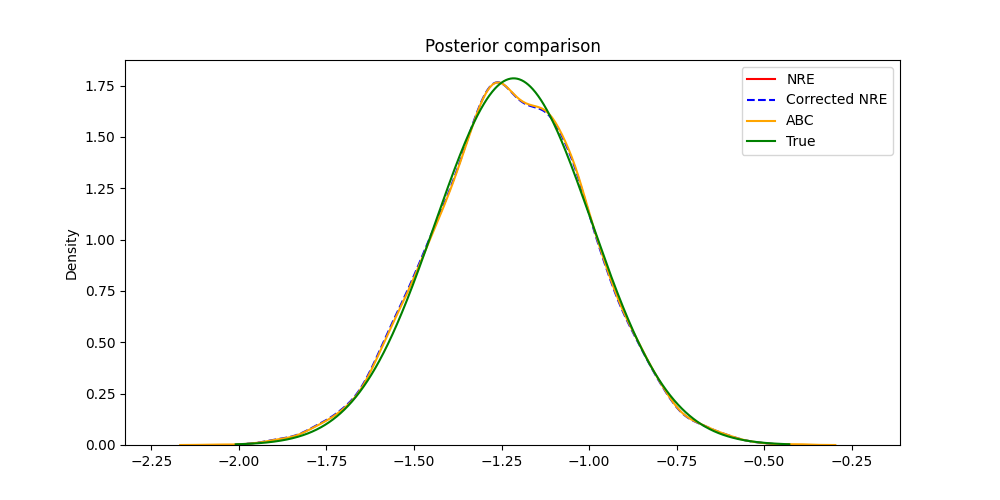 Posterior comparison
NRE
Corrected NRE
ABC
True
Density
1.75
1.50
1.25
1.00
0.75
0.50
0.25
0.00
−2.25 −2.00 −1.75 −1.50 −1.25 −1.00 −0.75 −0.50 −0.25